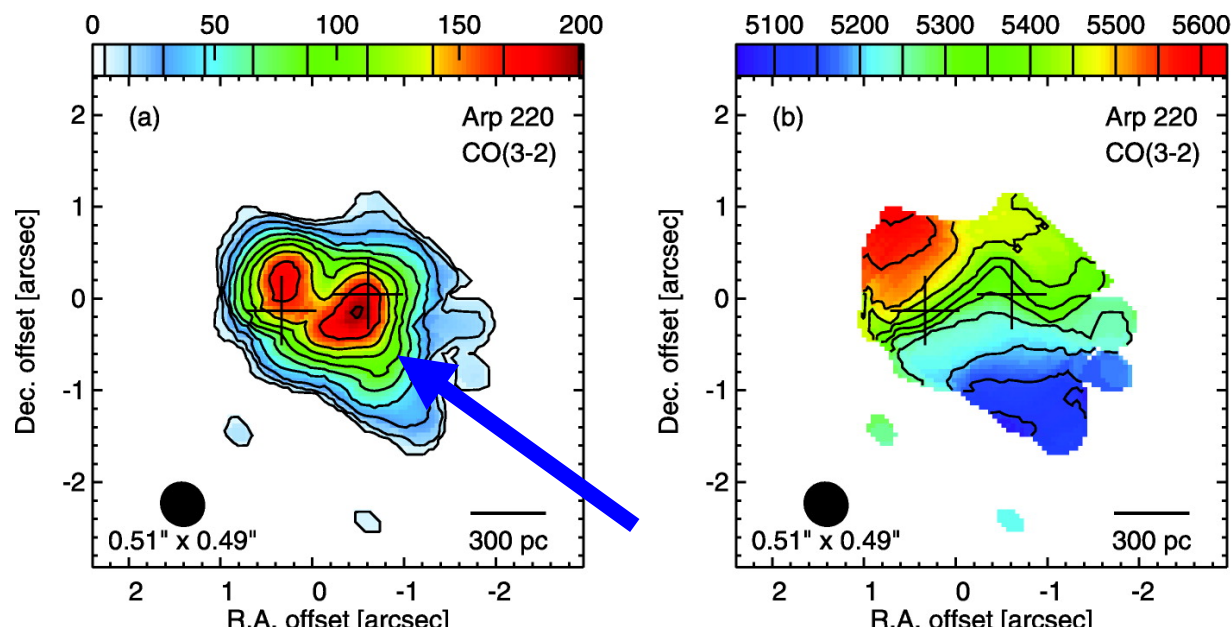 0 50 100 150 200
5100 5200 5300 5400 5500 5600
(a) Arp 220
CO(3-2)
(b) Arp 220
CO(3-2)
Dec. offset [arcsec]
2
1
0
-1
-2
0.51" x 0.49"
300 pc
2 1 0 -1 -2
R.A. offset [arcsec]
Dec. offset [arcsec]
2
1
0
-1
-2
0.51" x 0.49"
300 pc
2 1 0 -1 -2
R.A. offset [arcsec]